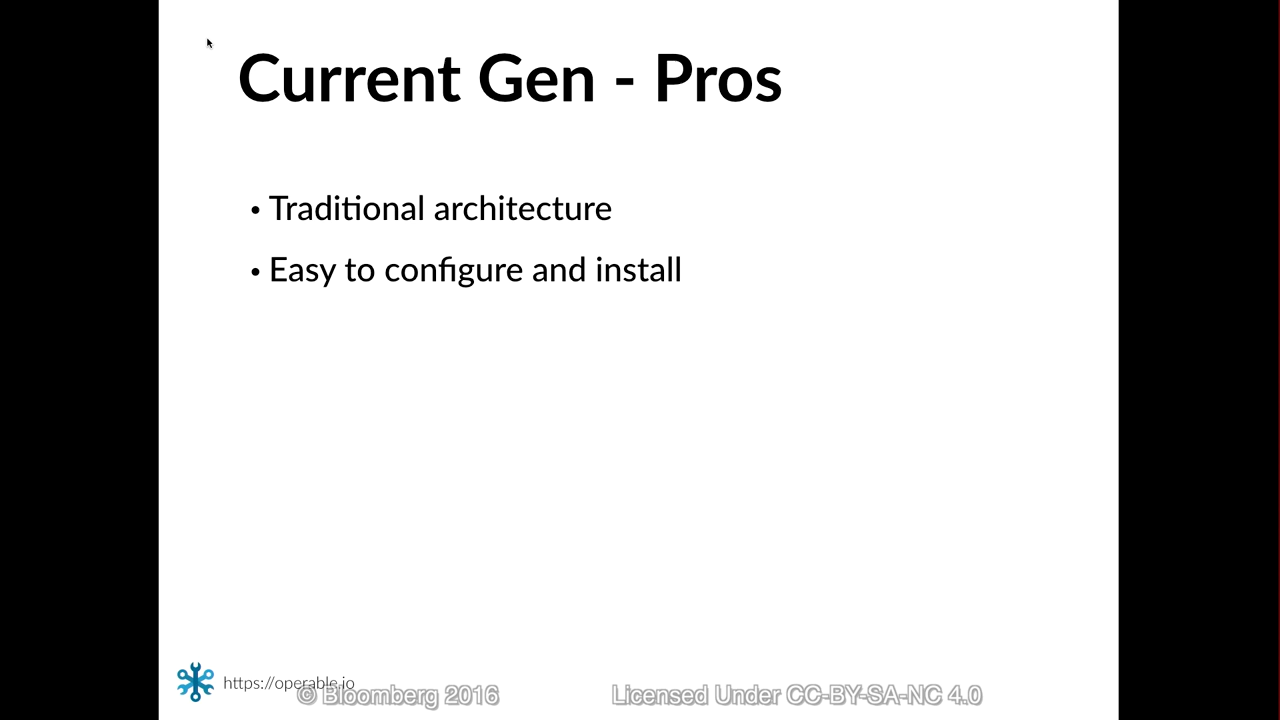 Current Gen - Pros
• Traditional architecture
• Easy to configure and install
https://operable.io
© Bloomberg 2016
Licensed Under CC-BY-SA-NC 4.0